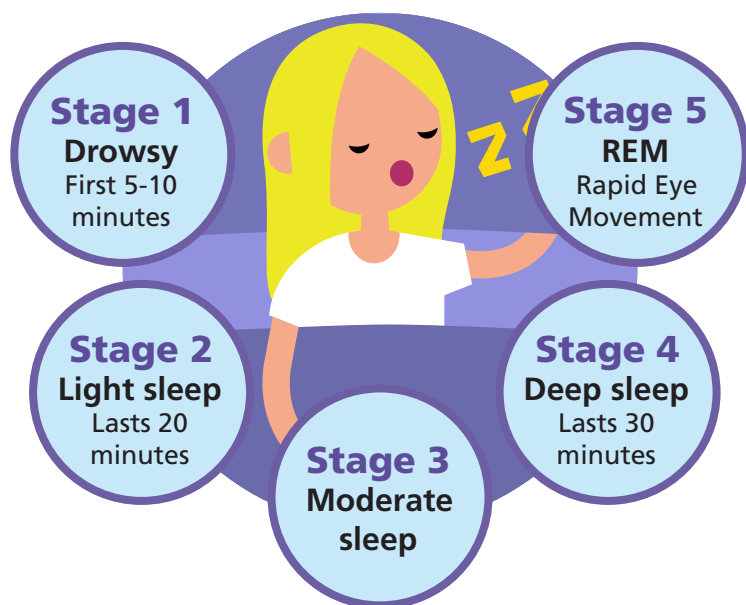 Stage 1
Drowsy
First 5-10
minutes
Stage 2
Light sleep
Lasts 20
minutes
Stage 3
Moderate
sleep
Stage 4
Deep sleep
Lasts 30
minutes
Stage 5
REM
Rapid Eye
Movement
Z Z